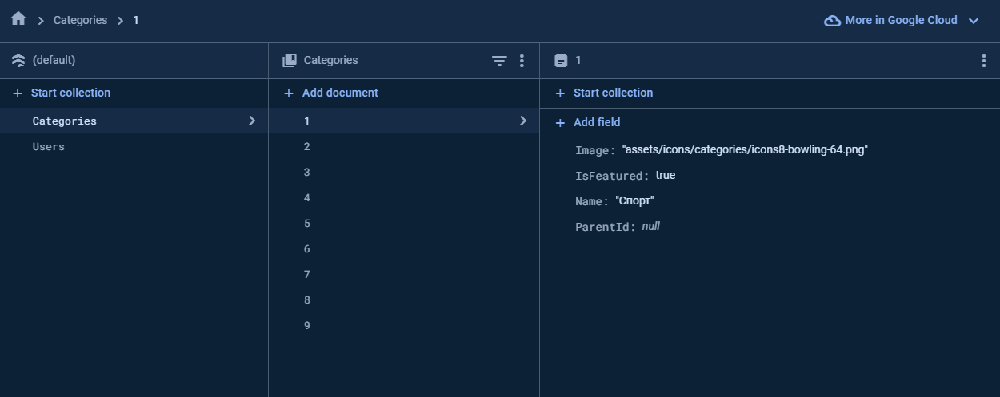 Categories 1
More in Google Cloud
(default)
Categories
1
Start collection
Add document
Start collection
Categories
Users
1
2
3
4
5
6
7
8
9
Add field
Image: "assets/icons/categories/icons8-bowling-64.png"
IsFeatured: true
Name: "Спорт"
ParentId: null